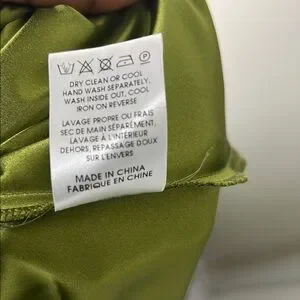 DRY CLEAN OR COOL
HAND WASH SEPARATELY,
WASH INSIDE OUT, COOL
IRON ON REVERSE
LAVAGE PROPRE OU FRAIS
SEC DE MAIN SÉPARÉMENT,
LAVAGE À L'INTÉRIEUR
DEHORS, REPASSAGE DOUX
SUR L'ENVERS
MADE IN CHINA
FABRIQUE EN CHINE